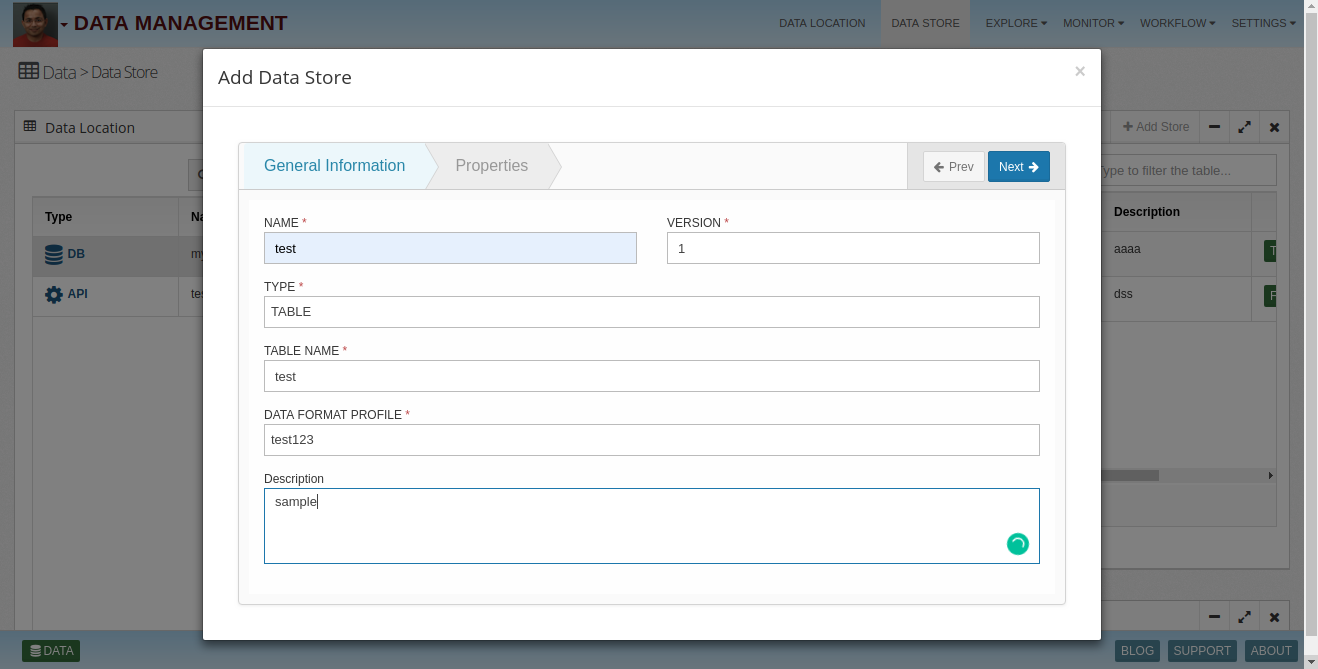 DATA MANAGEMENT
DATA LOCATION DATA STORE EXPLORE MONITOR WORKFLOW SETTINGS
Data > Data Store
Add Data Store ×
Data Location
Add Store
General Information Properties Prev Next
ype to filter the table...
Type
Description
NAME * VERSION *
test 1
DB
my
aaaa
TYPE *
TABLE
API
tes
dss
TABLE NAME *
test
DATA FORMAT PROFILE *
test123
Description
sample
DATA BLOG SUPPORT ABOUT